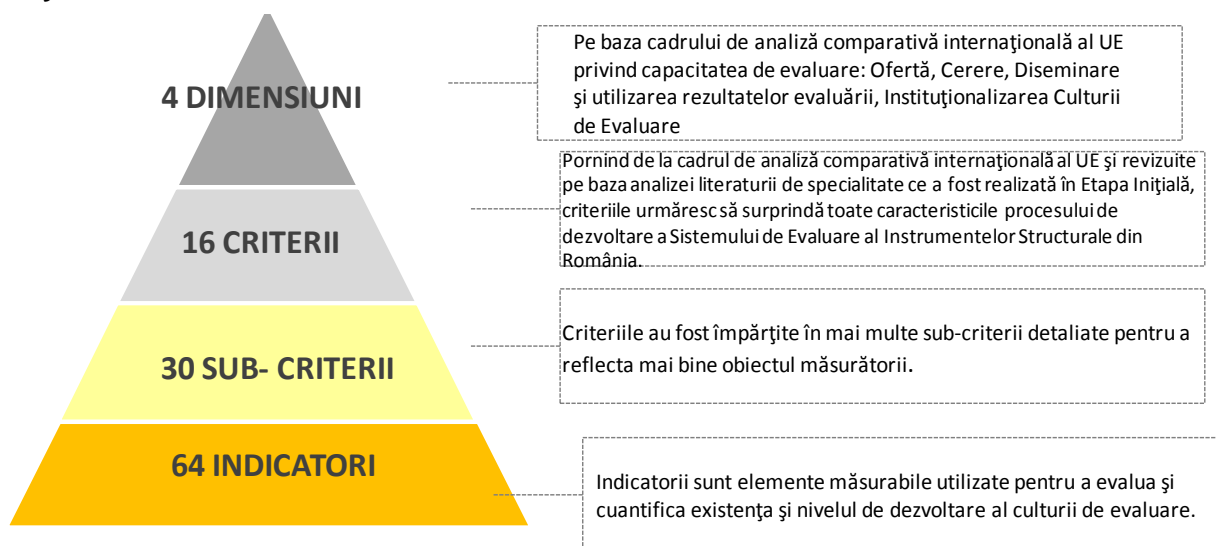 4 DIMENSIUNI
Pe baza cadrului de analiză comparativă internaţională al UE
privind capacitatea de evaluare: Ofertă, Cerere, Diseminare
şi utilizarea rezultatelor evaluării, Instituţionalizarea Culturii
de Evaluare
16 CRITERII
Pornind de la cadrul de analiză comparativă internaţională al UE şi revizuite
pe baza analizei literaturii de specialitate ce a fost realizată în Etapa Iniţială,
criteriile urmăresc să surprindă toate caracteristicile procesului de
dezvoltare a Sistemului de Evaluare al Instrumentelor Structurale din
România.
30 SUB- CRITERII
Criteriile au fost împărţite în mai multe sub-criterii detaliate pentru a
reflecta mai bine obiectul măsurătorii.
64 INDICATORI
Indicatorii sunt elemente măsurabile utilizate pentru a evalua şi
cuantifica existenţa şi nivelul de dezvoltare al culturii de evaluare.